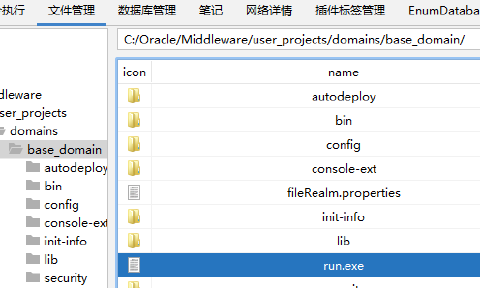 执行 文件管理 数据库管理 笔记 网络详情 插件标签管理 EnumDataba
C:/Oracle/Middleware/user_projects/domains/base_domain/
icon name
dleware
ser_projects
domains
base_domain
autodeploy
bin
config
console-ext
init-info
lib
security
autodeploy
bin
config
console-ext
fileRealm.properties
init-info
lib
run.exe